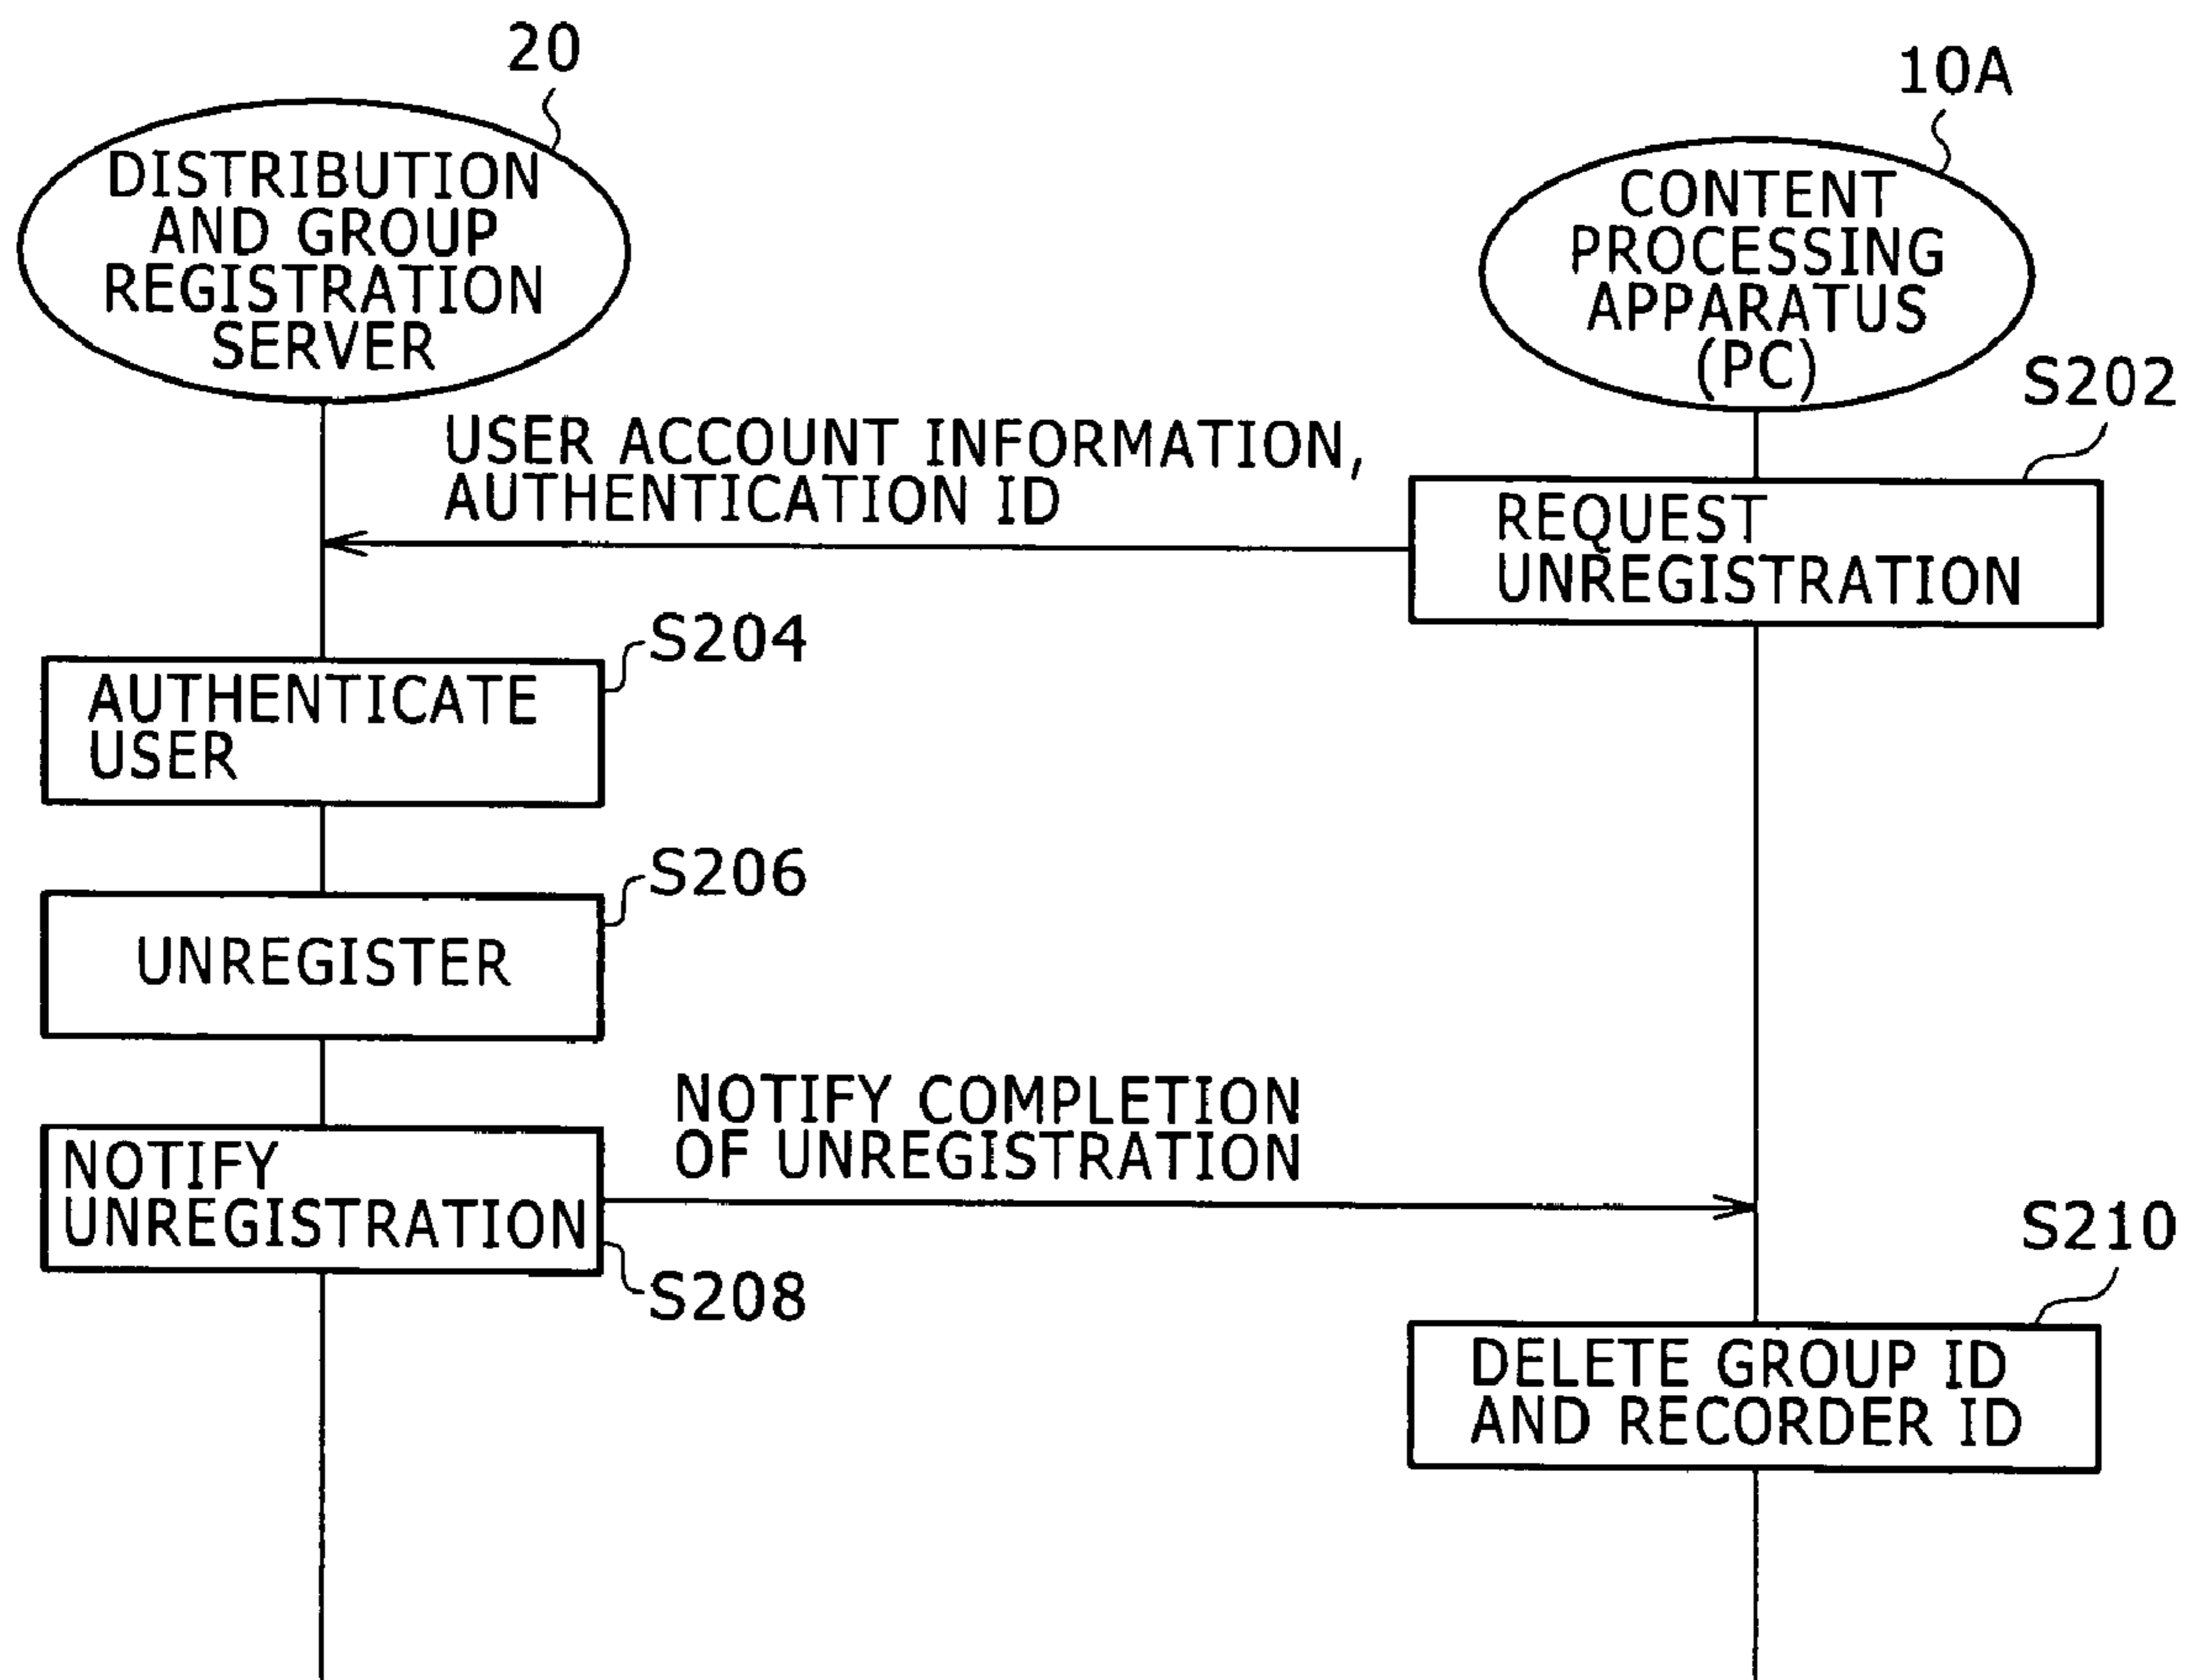 20
DISTRIBUTION
AND GROUP
REGISTRATION
SERVER
10A
CONTENT
PROCESSING
APPARATUS
(PC)
S202
USER ACCOUNT INFORMATION,
AUTHENTICATION ID
REQUEST
UNREGISTRATION
S204
AUTHENTICATE
USER
S206
UNREGISTER
NOTIFY COMPLETION
OF UNREGISTRATION
NOTIFY
UNREGISTRATION
S208
S210
DELETE GROUP ID
AND RECORDER ID